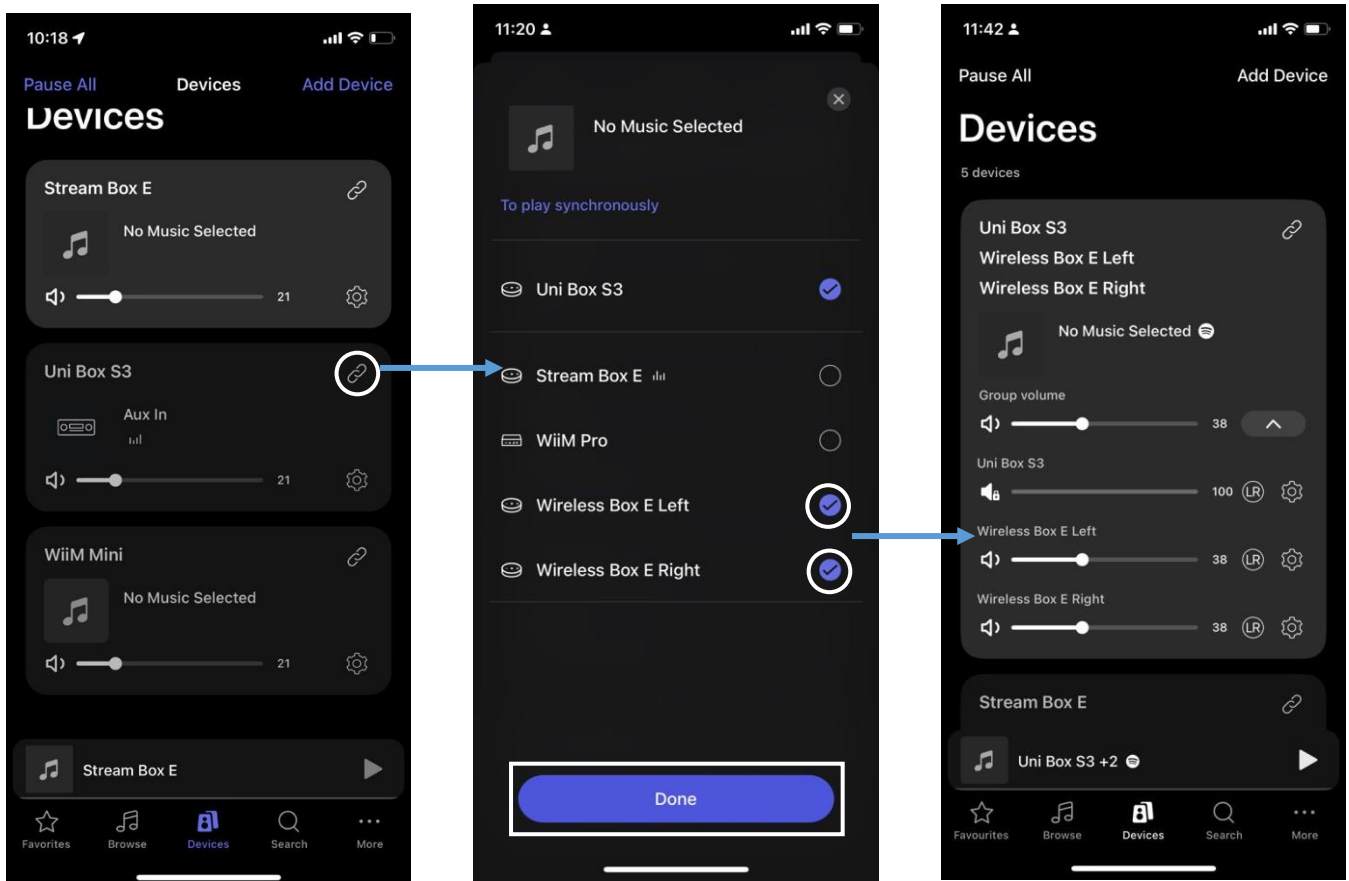 10:18
Pause All Devices Add Device
Devices
Stream Box E
No Music Selected
21
Uni Box S3
Aux In
21
WiiM Mini
No Music Selected
21
Stream Box E
Favorites Browse Devices Search More
11:20
No Music Selected
To play synchronously
Uni Box S3
Stream Box E
WiiM Pro
Wireless Box E Left
Wireless Box E Right
Done
11:42
Pause All Add Device
Devices
5 devices
Uni Box S3
Wireless Box E Left
Wireless Box E Right
No Music Selected
Group volume
38
Uni Box S3
100 LR
Wireless Box E Left
38 LR
Wireless Box E Right
38 LR
Stream Box E
Uni Box S3 +2
Favourites Browse Devices Search More